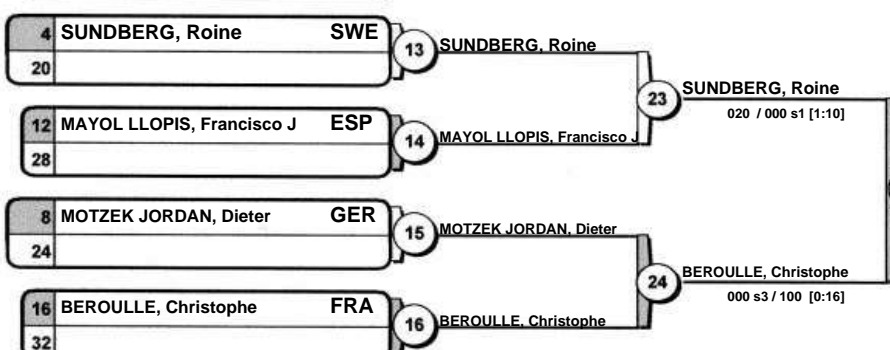 4 SUNDBERG, Roine SWE
20
13
SUNDBERG, Roine
12 MAYOL LLOPIS, Francisco J ESP
28
14
MAYOL LLOPIS, Francisco J
23
SUNDBERG, Roine
020 / 000 s1 [1:10]
8 MOTZEK JORDAN, Dieter GER
24
15
MOTZEK JORDAN, Dieter
16 BEROULLE, Christophe FRA
32
16
BEROULLE, Christophe
24
BEROULLE, Christophe
000 s3 / 100 [0:16]